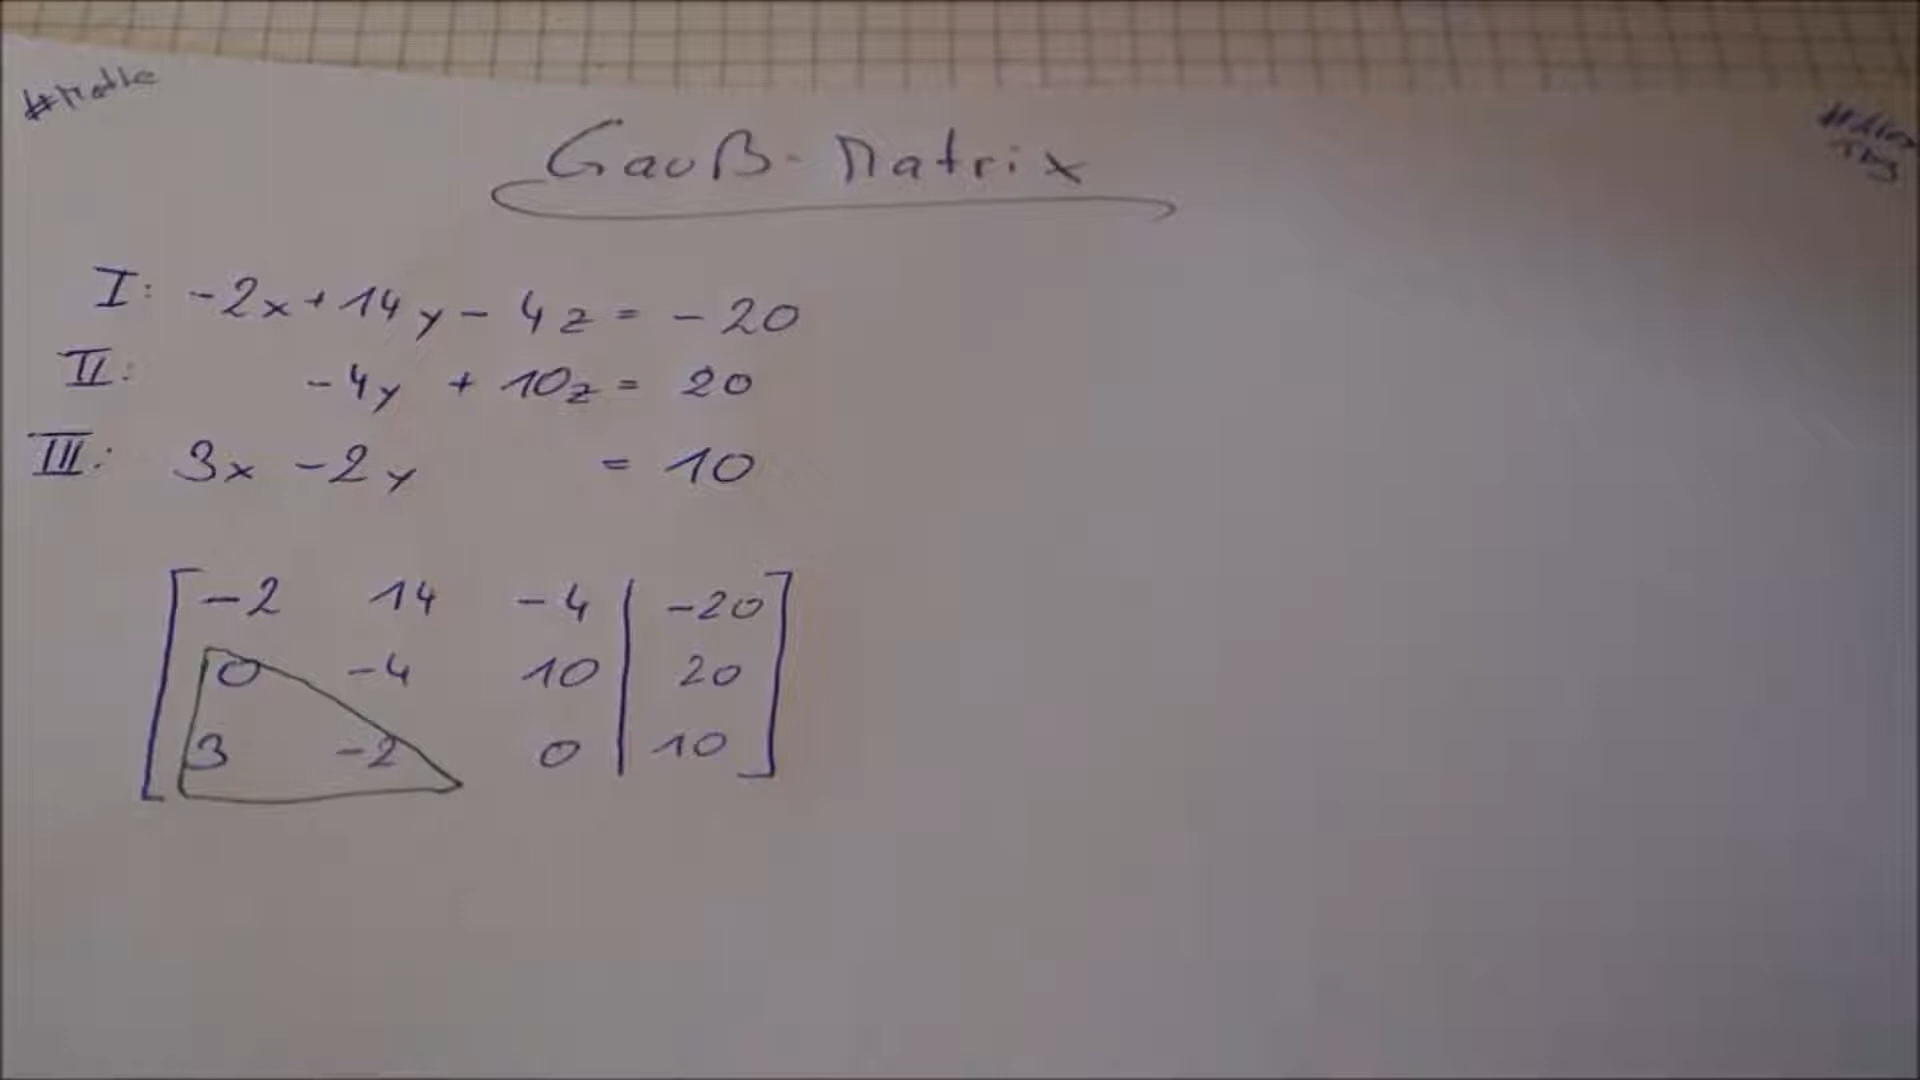 #Mathe
Gauß-Matrix
I: -2x+14y-4z = -20
II: -4y + 10z = 20
III: 3x -2y = 10
-2 14 -4 | -20
0 -4 10 | 20
3 -2 0 | 10